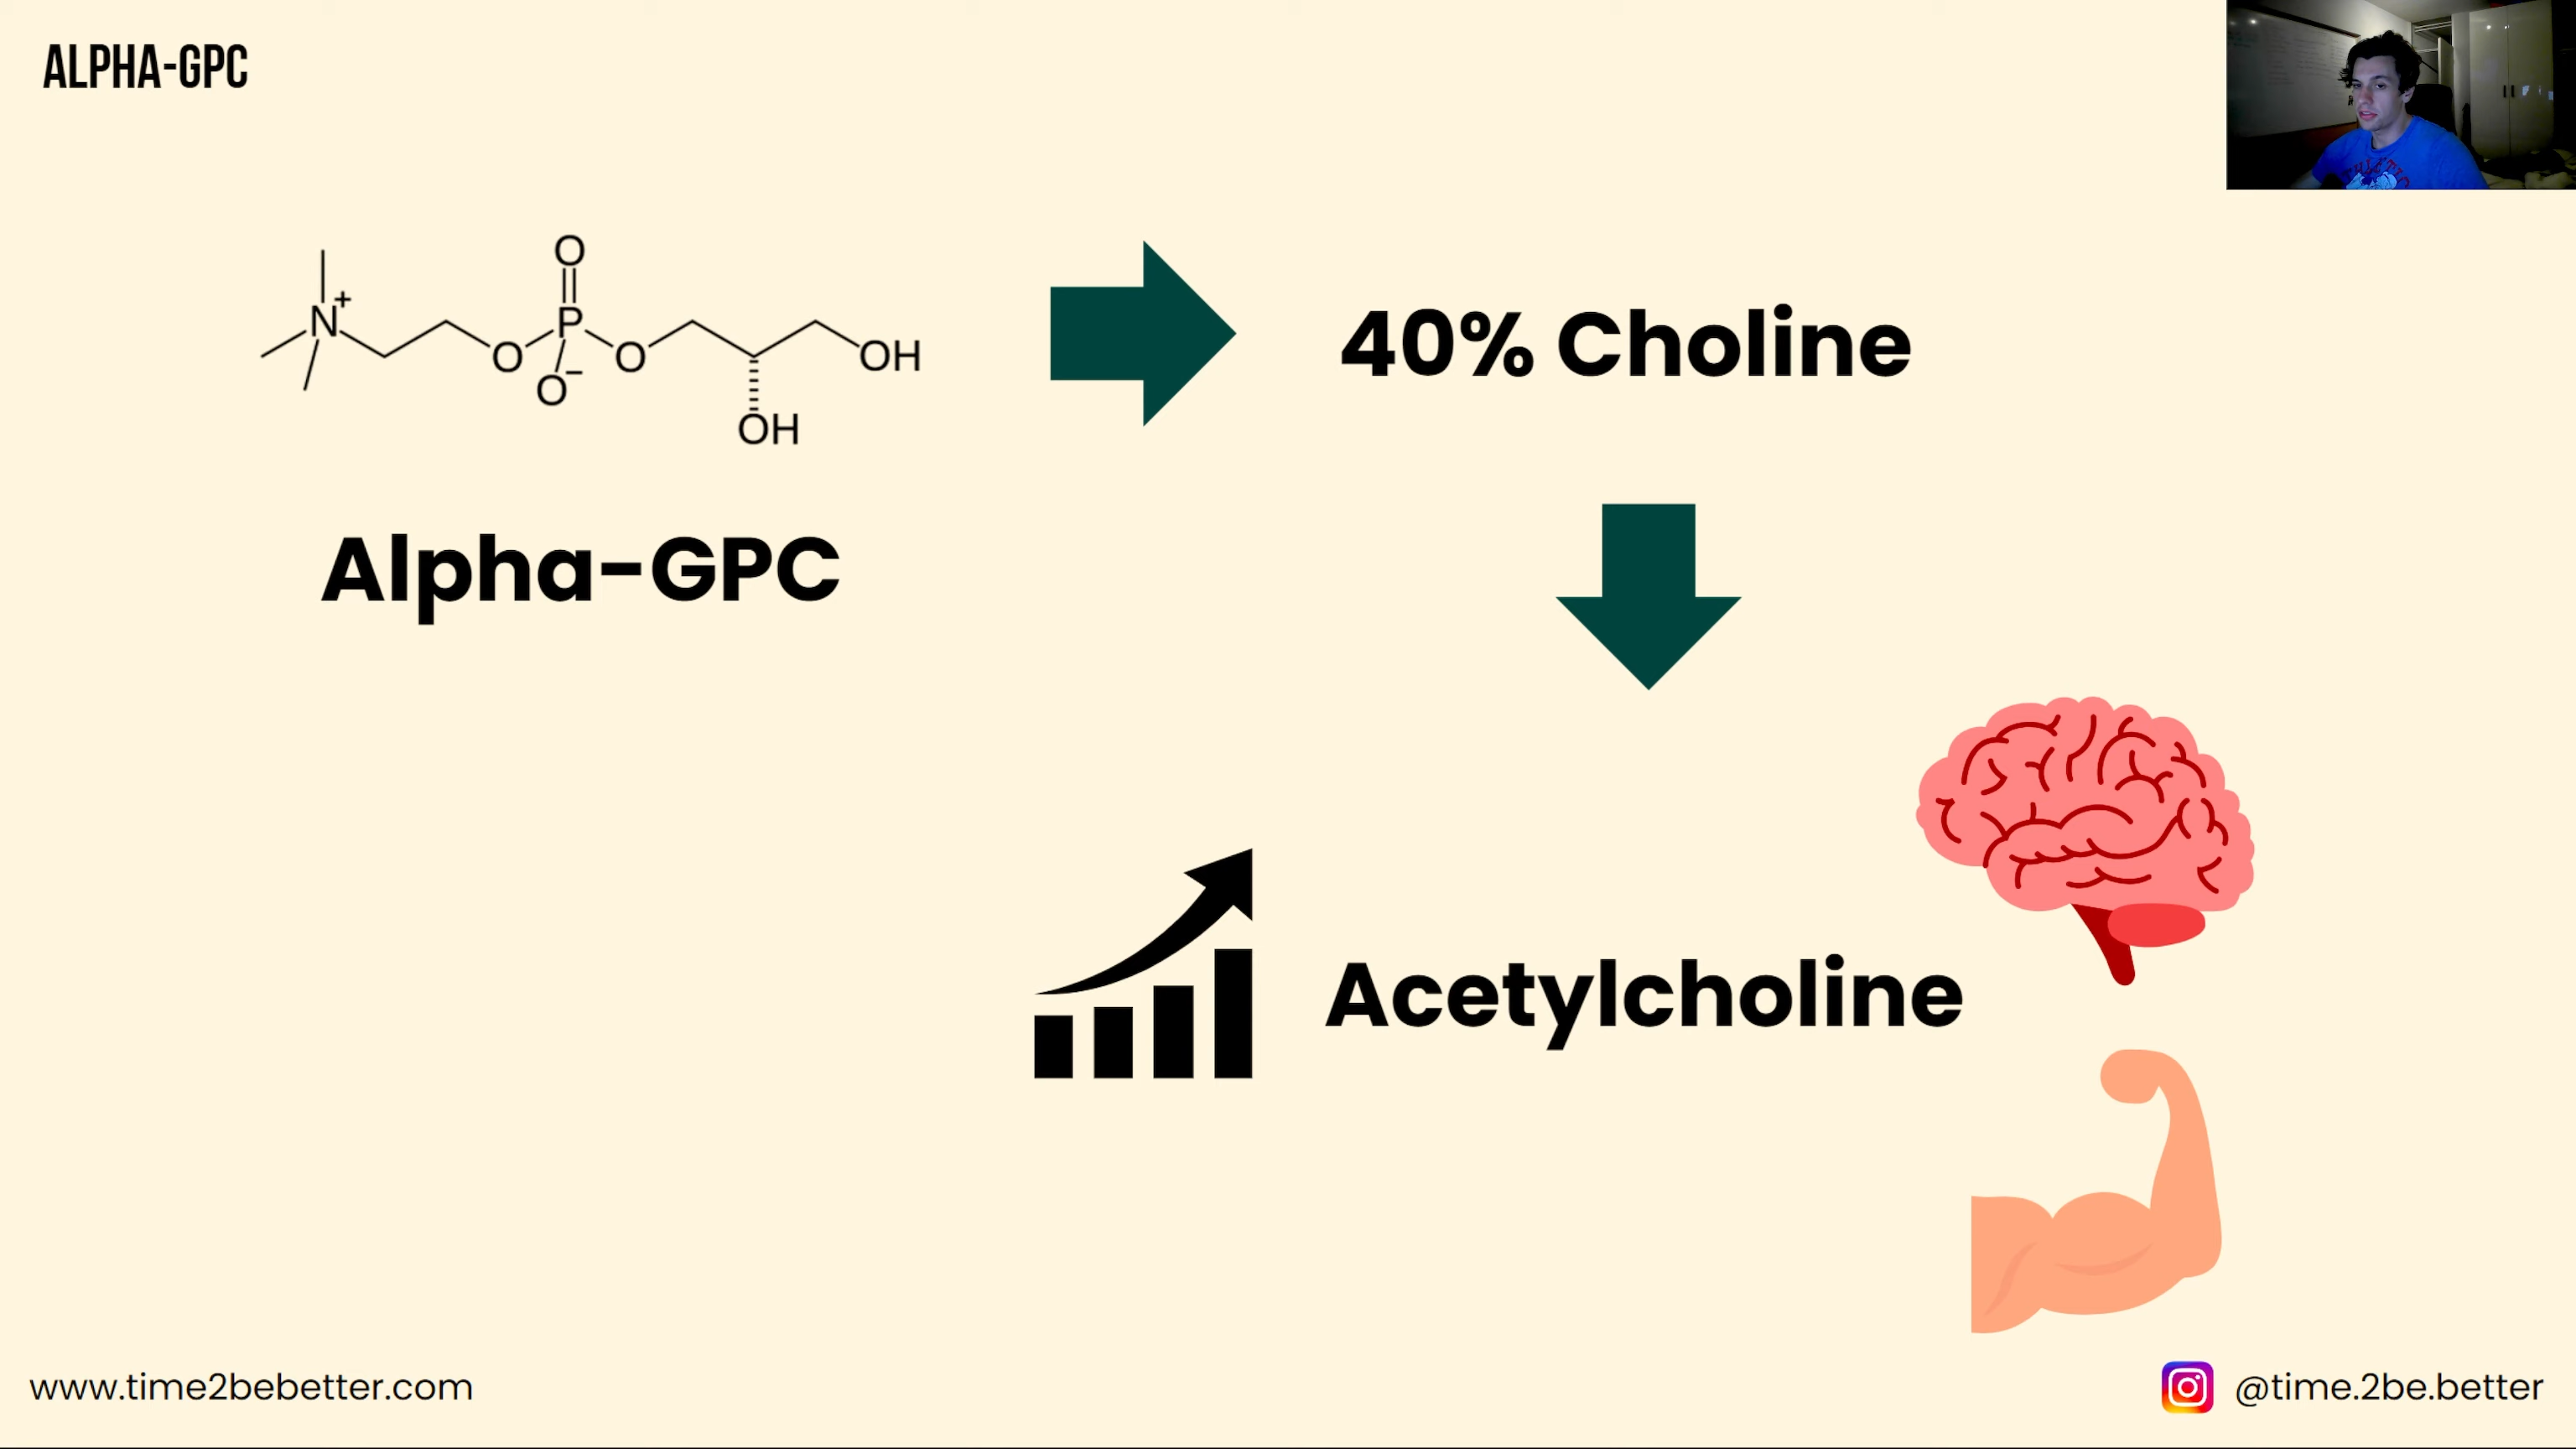 ALPHA-GPC
O
N+
P
O
O
O−
OH
OH
40% Choline
Alpha-GPC
Acetylcholine
www.time2bebetter.com
@time.2be.better